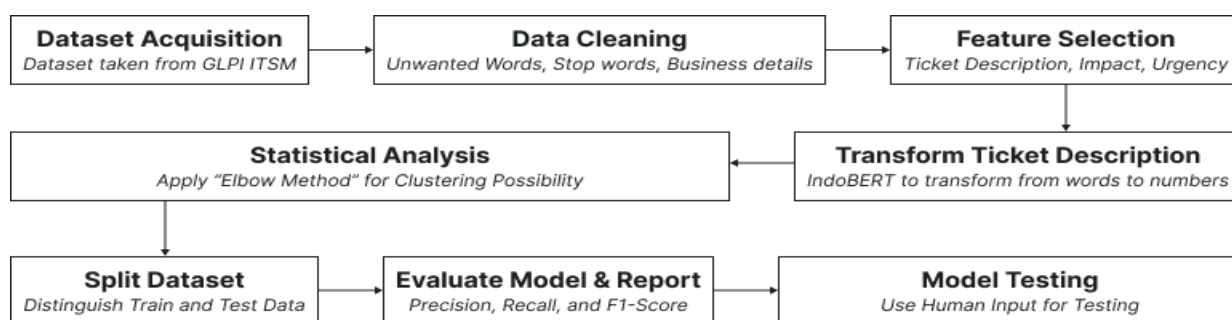 Dataset Acquisition
Dataset taken from GLPI ITSM
Data Cleaning
Unwanted Words, Stop words, Business details
Feature Selection
Ticket Description, Impact, Urgency
Transform Ticket Description
IndoBERT to transform from words to numbers
Statistical Analysis
Apply “Elbow Method” for Clustering Possibility
Split Dataset
Distinguish Train and Test Data
Evaluate Model & Report
Precision, Recall, and F1-Score
Model Testing
Use Human Input for Testing